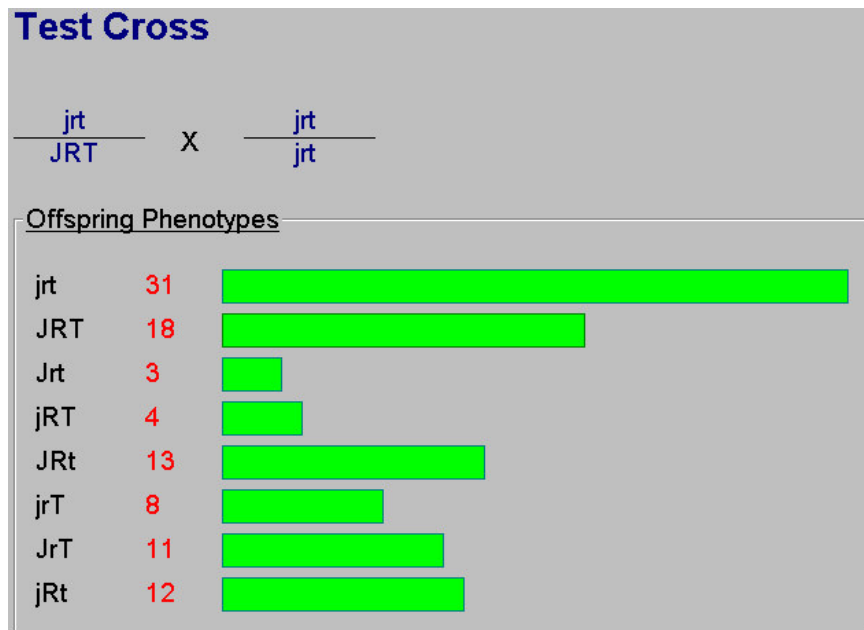 Test Cross
jrt jrt
X
JRT jrt
Offspring Phenotypes
jrt 31
JRT 18
Jrt 3
jRT 4
JRt 13
jrT 8
JrT 11
jRt 12